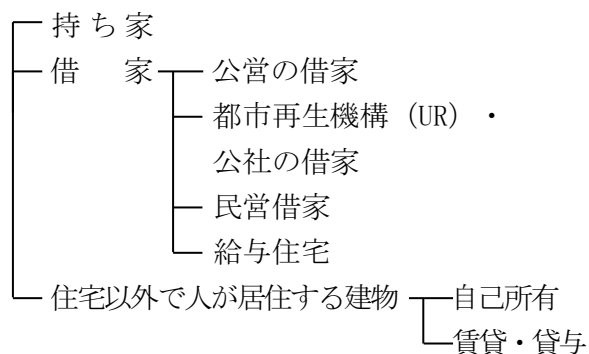 持ち家
借　　家　公営の借家
都市再生機構（UR）・
公社の借家
民営借家
給与住宅
住宅以外で人が居住する建物　自己所有
賃貸・貸与